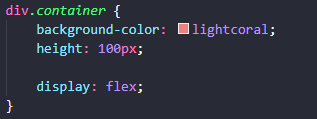 div.container {
    background-color: lightcoral;
    height: 100px;

    display: flex;
}